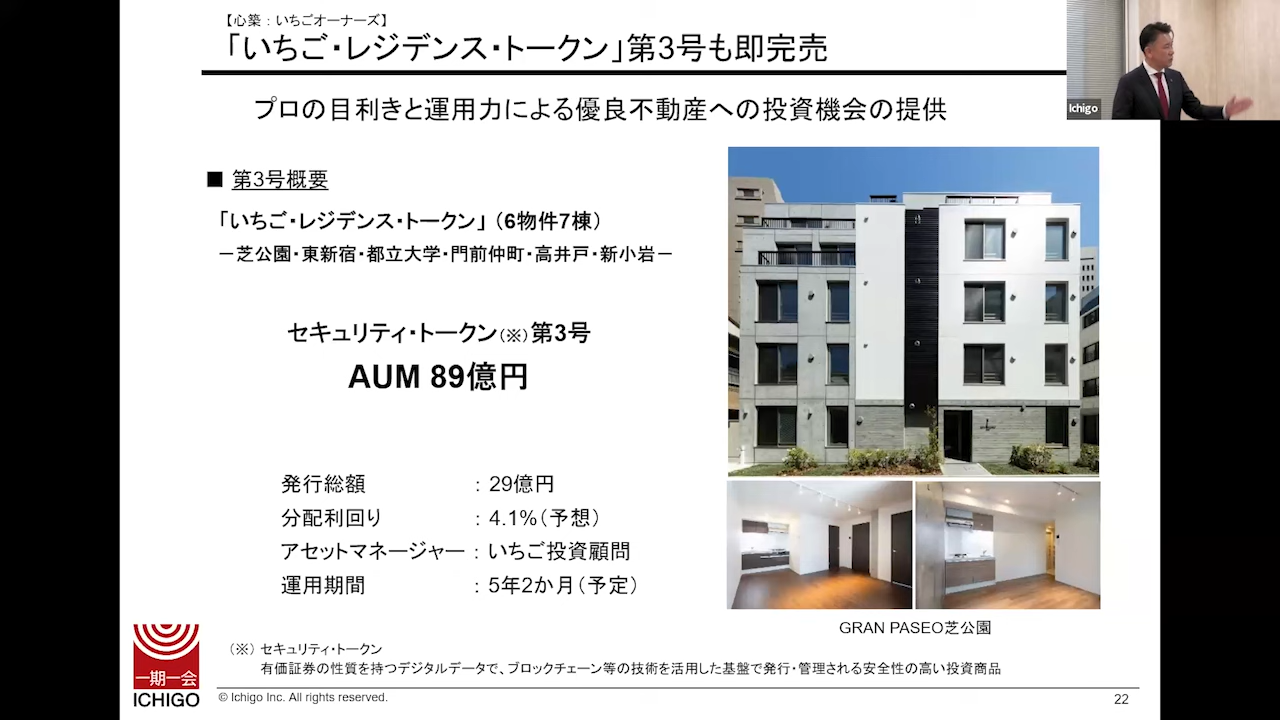 【心築：いちごオーナーズ】
「いちご・レジデンス・トークン」第3号も即完売
Ichigo
プロの目利きと運用力による優良不動産への投資機会の提供
■ 第3号概要
「いちご・レジデンス・トークン」（6物件7棟）
－芝公園・東新宿・都立大学・門前仲町・高井戸・新小岩－
セキュリティ・トークン（※）第3号
AUM 89億円
発行総額 ：29億円
分配利回り ：4.1%（予想）
アセットマネージャー：いちご投資顧問
運用期間 ：5年2か月（予定）
GRAN PASEO芝公園
（※）セキュリティ・トークン
有価証券の性質を持つデジタルデータで、ブロックチェーン等の技術を活用した基盤で発行・管理される安全性の高い投資商品
一期一会
ICHIGO
© Ichigo Inc. All rights reserved.
22